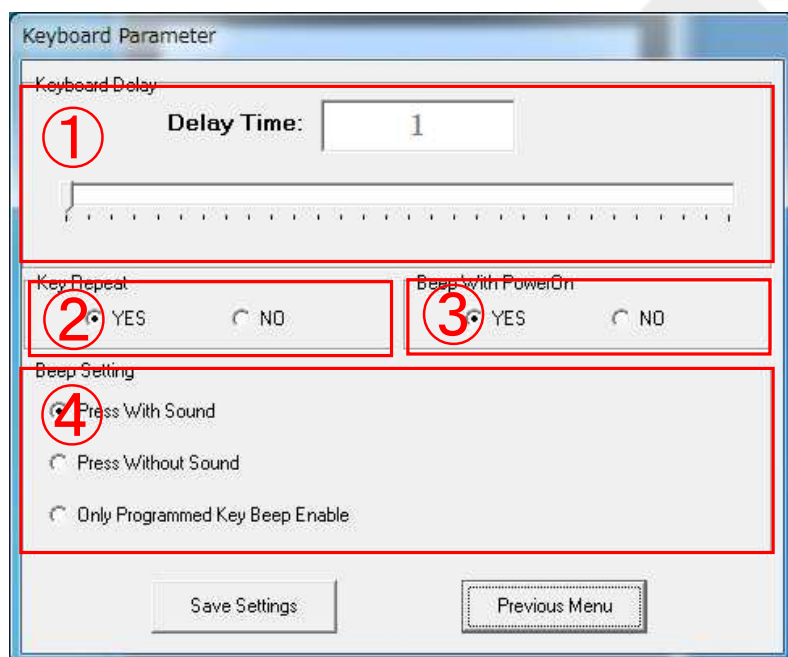 Keyboard Parameter
Keyboard Delay
① Delay Time: 1
Key Repeat Beep With PowerOn
② YES NO ③ YES NO
Beep Setting
④ Press With Sound
Press Without Sound
Only Programmed Key Beep Enable
Save Settings Previous Menu